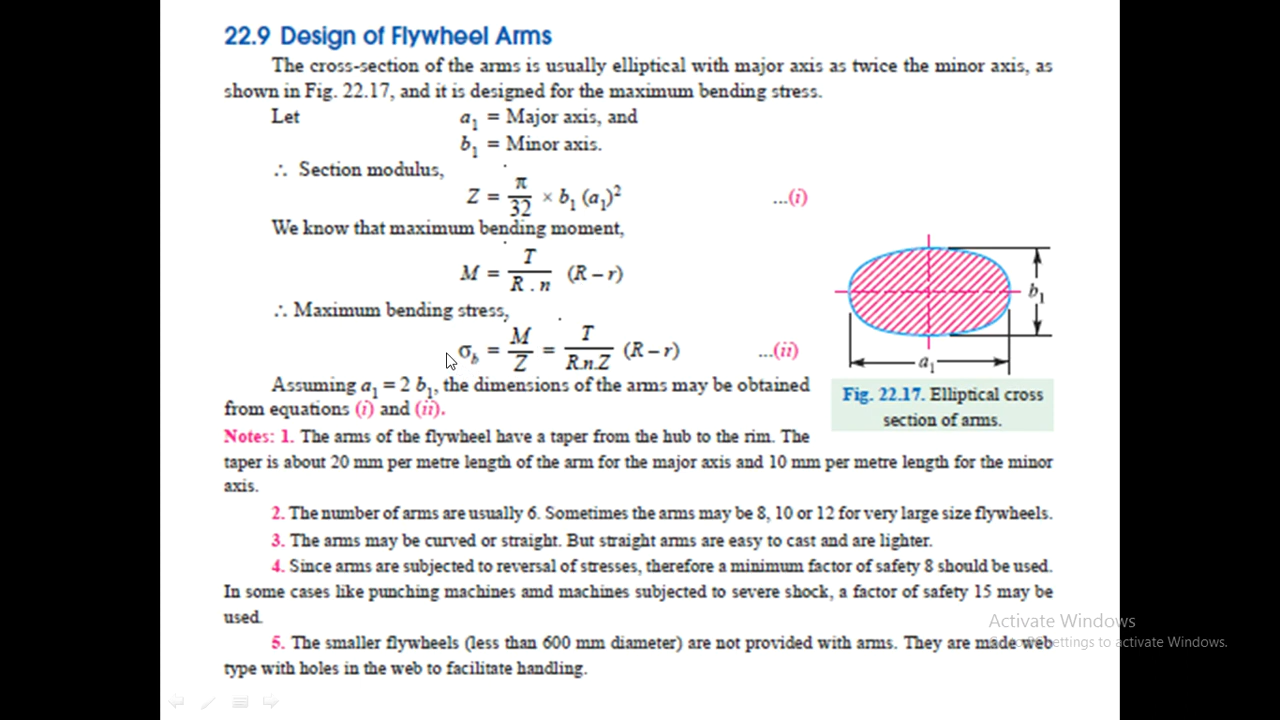 22.9 Design of Flywheel Arms
The cross-section of the arms is usually elliptical with major axis as twice the minor axis, as
shown in Fig. 22.17, and it is designed for the maximum bending stress.
Let a₁ = Major axis, and
b₁ = Minor axis.
∴ Section modulus,
Z = π/32 × b₁ (a₁)² ...(i)
We know that maximum bending moment,
M = T/R . n (R – r)
∴ Maximum bending stress,
σb = M/Z = T/R.n.Z (R – r) ...(ii)
Assuming a₁ = 2 b₁, the dimensions of the arms may be obtained
from equations (i) and (ii).
b₁
a₁
Fig. 22.17. Elliptical cross
section of arms.
Notes: 1. The arms of the flywheel have a taper from the hub to the rim. The
taper is about 20 mm per metre length of the arm for the major axis and 10 mm per metre length for the minor
axis.
2. The number of arms are usually 6. Sometimes the arms may be 8, 10 or 12 for very large size flywheels.
3. The arms may be curved or straight. But straight arms are easy to cast and are lighter.
4. Since arms are subjected to reversal of stresses, therefore a minimum factor of safety 8 should be used.
In some cases like punching machines amd machines subjected to severe shock, a factor of safety 15 may be
used.
5. The smaller flywheels (less than 600 mm diameter) are not provided with arms. They are made web
type with holes in the web to facilitate handling.
Activate Windows
ettings to activate Windows.